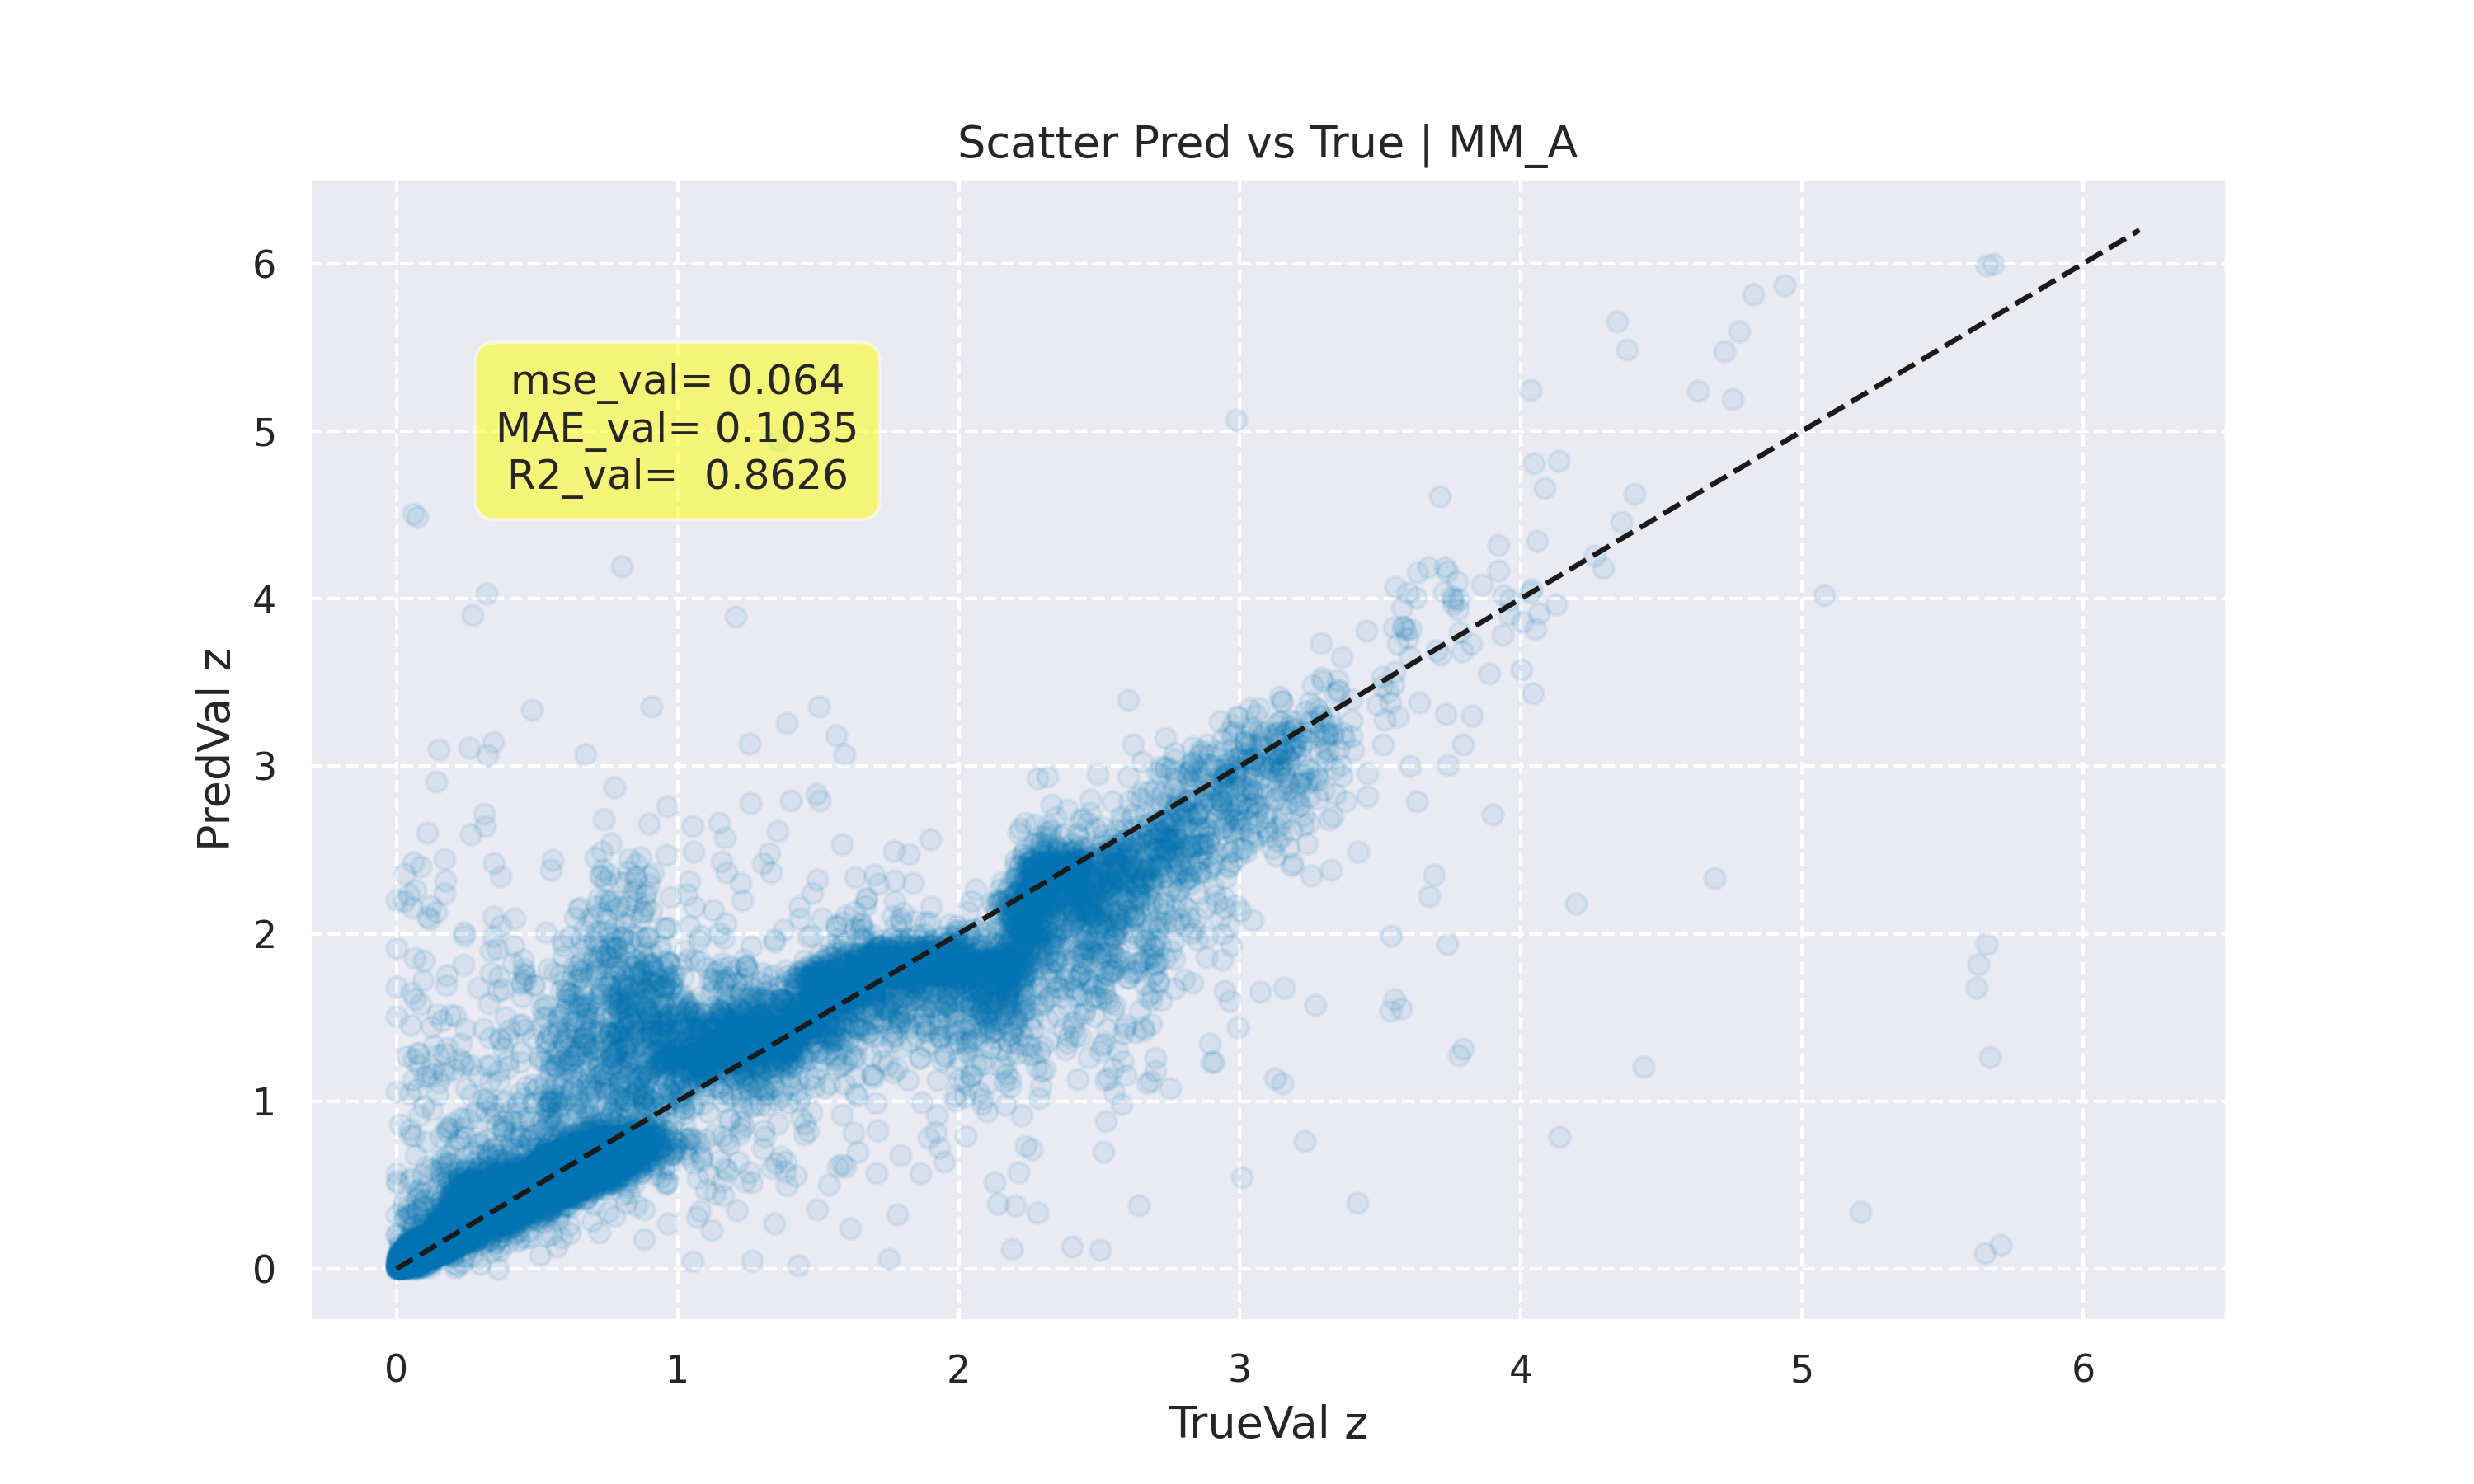 Scatter Pred vs True | MM_A
mse_val= 0.064
MAE_val= 0.1035
R2_val=  0.8626
PredVal z
6
5
4
3
2
1
0
0 1 2 3 4 5 6
TrueVal z